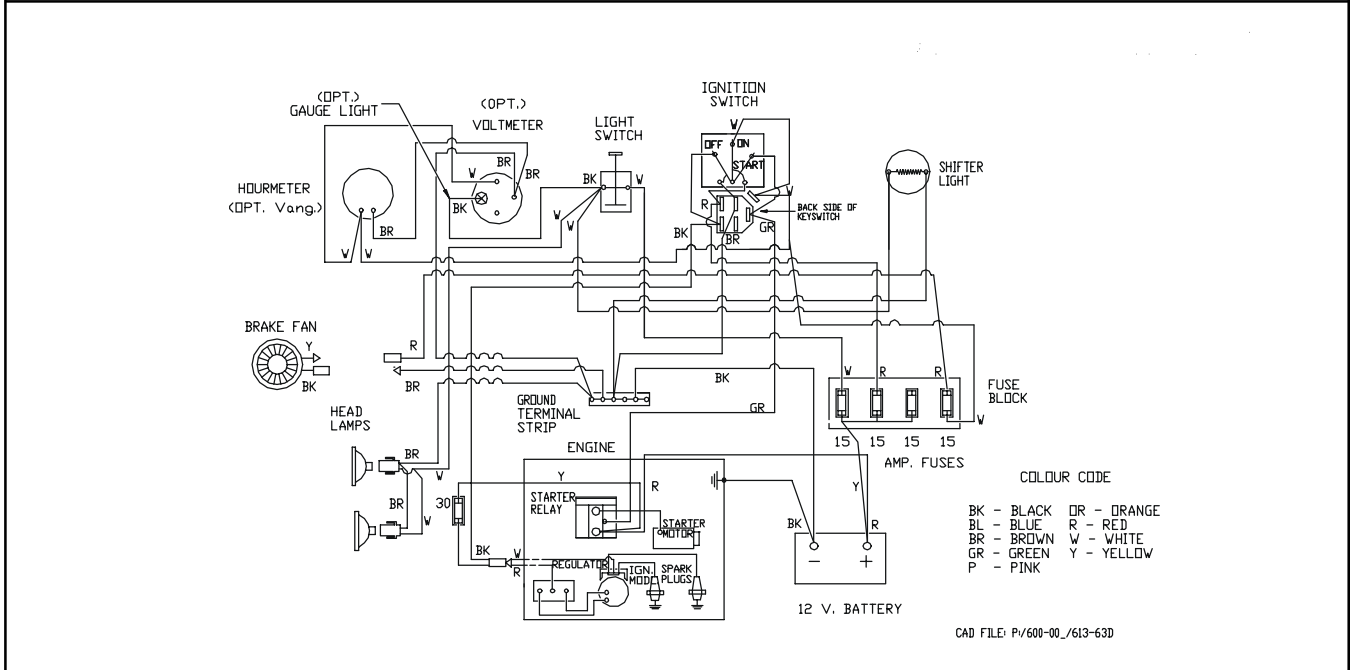 IGNITION
SWITCH
(OPT.)
GAUGE LIGHT
(OPT.)
VOLTMETER
LIGHT
SWITCH
W
OFF
ON
START
SHIFTER
LIGHT
BR
BR
W
BK
W
HOURMETER
(OPT. Vang.)
BK
W
R
BACK SIDE OF
KEYSWITCH
W
W
BR
BK
BR
GR
W
W
BRAKE FAN
Y
BK
R
BR
BK
GR
W
R
R
W
FUSE
BLOCK
15
15
15
15
AMP. FUSES
GROUND
TERMINAL
STRIP
HEAD
LAMPS
BR
W
BR
W
30
ENGINE
Y
R
STARTER
RELAY
STARTER
MOTOR
BK
W
R
REGULATOR
IGN.
MOD.
SPARK
PLUGS
Y
BK
R
-
+
12 V. BATTERY
COLOUR CODE
BK - BLACK OR - ORANGE
BL - BLUE R - RED
BR - BROWN W - WHITE
GR - GREEN Y - YELLOW
P - PINK
CAD FILE: P:/600-00_/613-63D